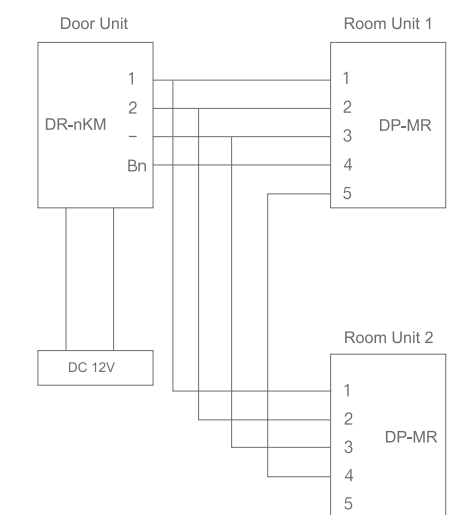 Door Unit
Room Unit 1
1
2
DR-nKM
–
Bn
1
2
3
DP-MR
4
5
DC 12V
Room Unit 2
1
2
3
DP-MR
4
5